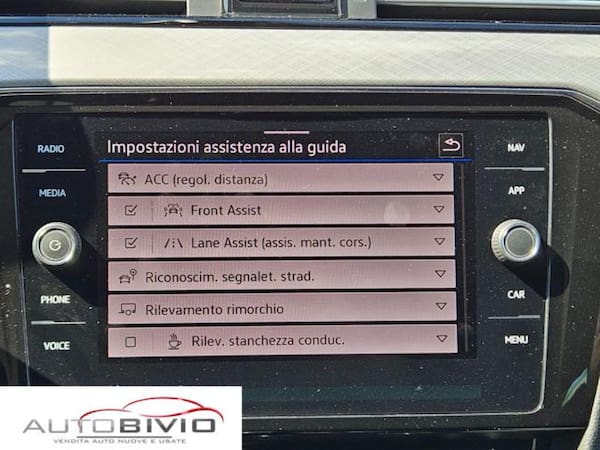 RADIO
MEDIA
PHONE
VOICE
Impostazioni assistenza alla guida
ACC (regol. distanza)
Front Assist
Lane Assist (assis. mant. cors.)
Riconoscim. segnalet. strad.
Rilevamento rimorchio
Rilev. stanchezza conduc.
NAV
APP
CAR
MENU
AUTOBIVIO
VENDITA AUTO NUOVE E USATE